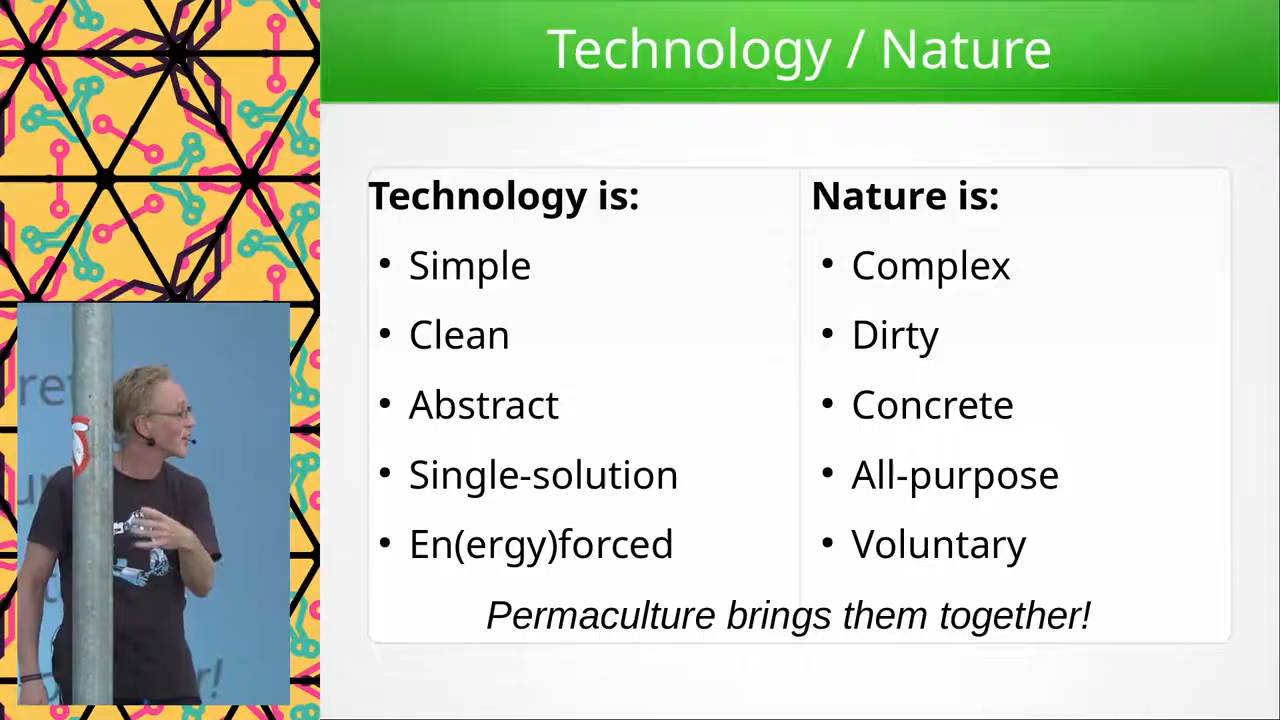 Technology / Nature
Technology is:
• Simple
• Clean
• Abstract
• Single-solution
• En(ergy)forced
Nature is:
• Complex
• Dirty
• Concrete
• All-purpose
• Voluntary
Permaculture brings them together!